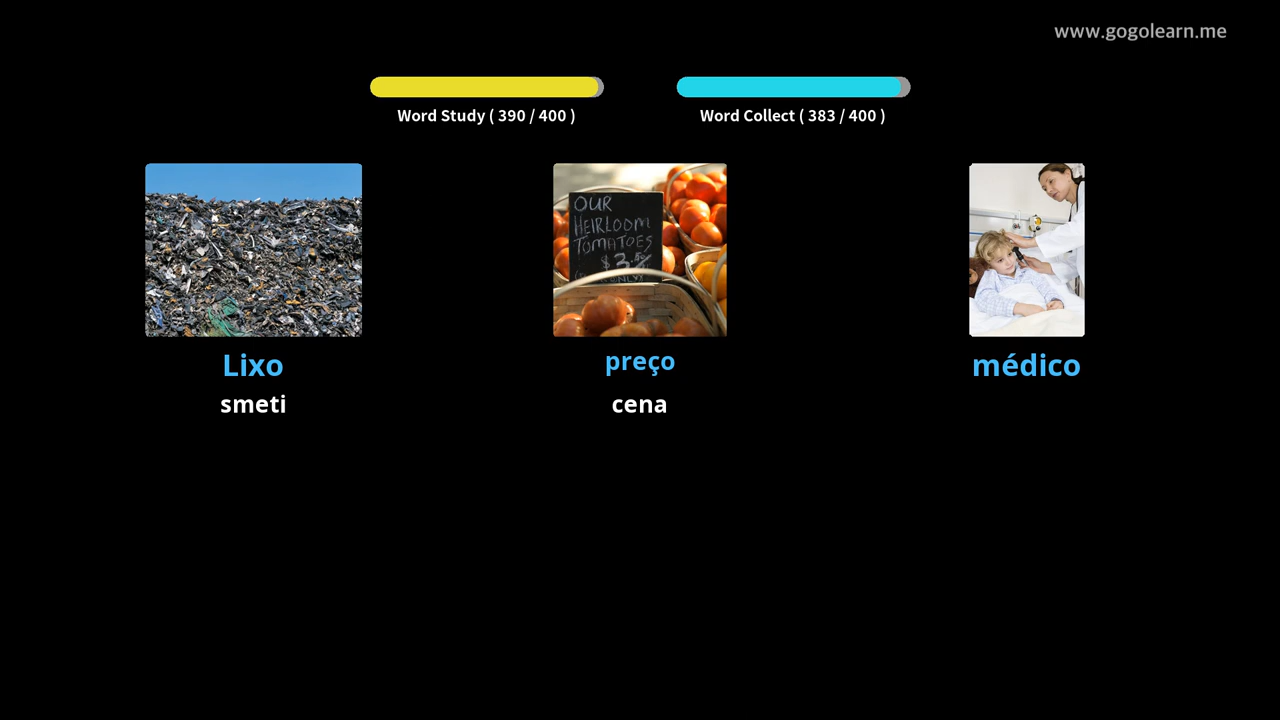 www.gogolearn.me
Word Study ( 390 / 400 )
Word Collect ( 383 / 400 )
OUR
HEIRLOOM
TOMATOES
Lixo
preço
médico
smeti
cena